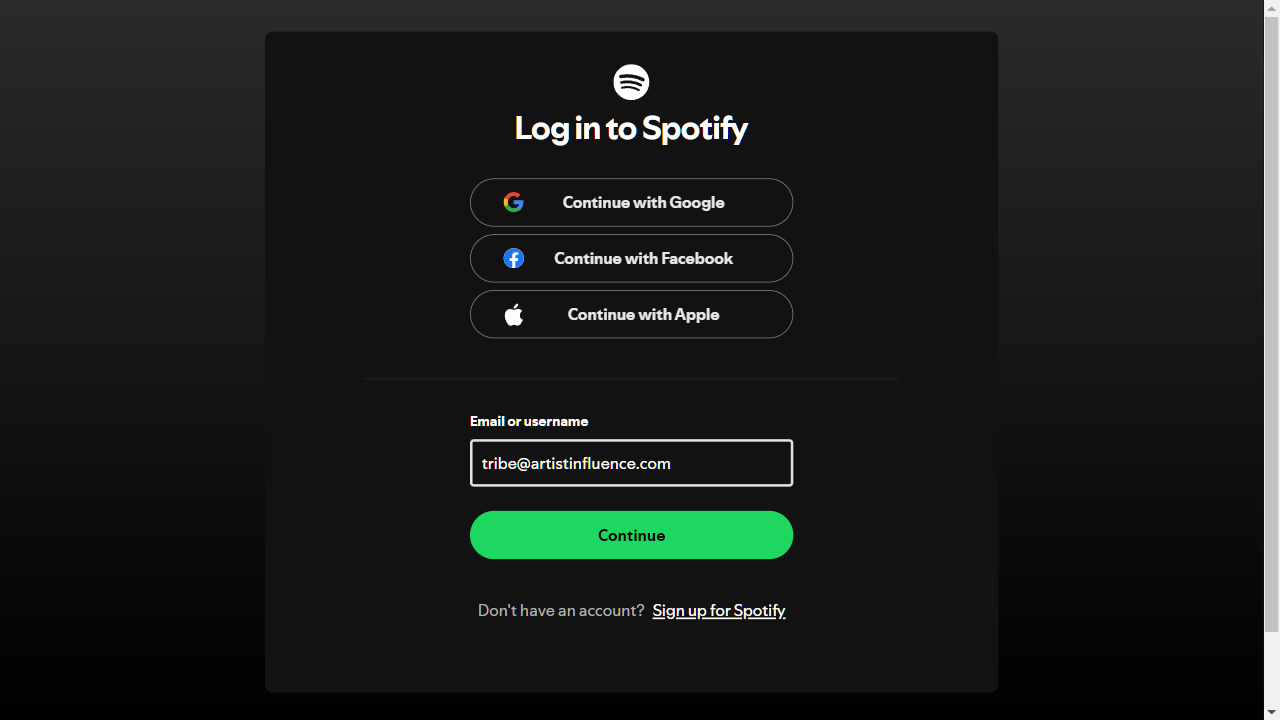 Log in to Spotify
Continue with Google
Continue with Facebook
Continue with Apple
Email or username
tribe@artistinfluence.com
Continue
Don't have an account? Sign up for Spotify